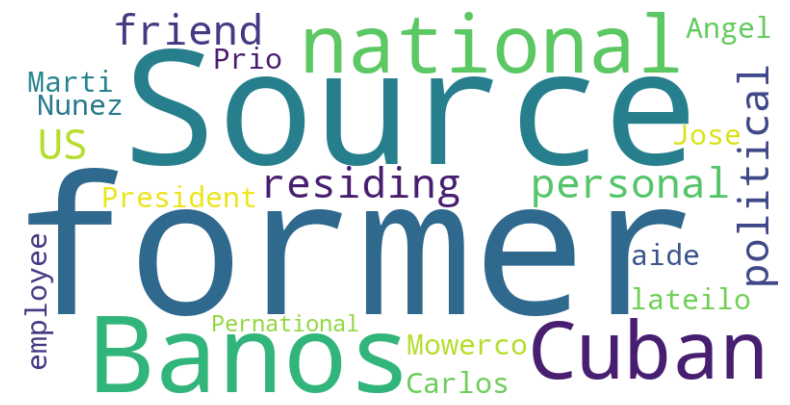 friend
national
Angel
Prio
Source
Marti
Nunez
US
Jose
political
residing
personal
President
former
employee
aide
lateilo
Banos
Pernational
Mowerco
Cuban
Carlos